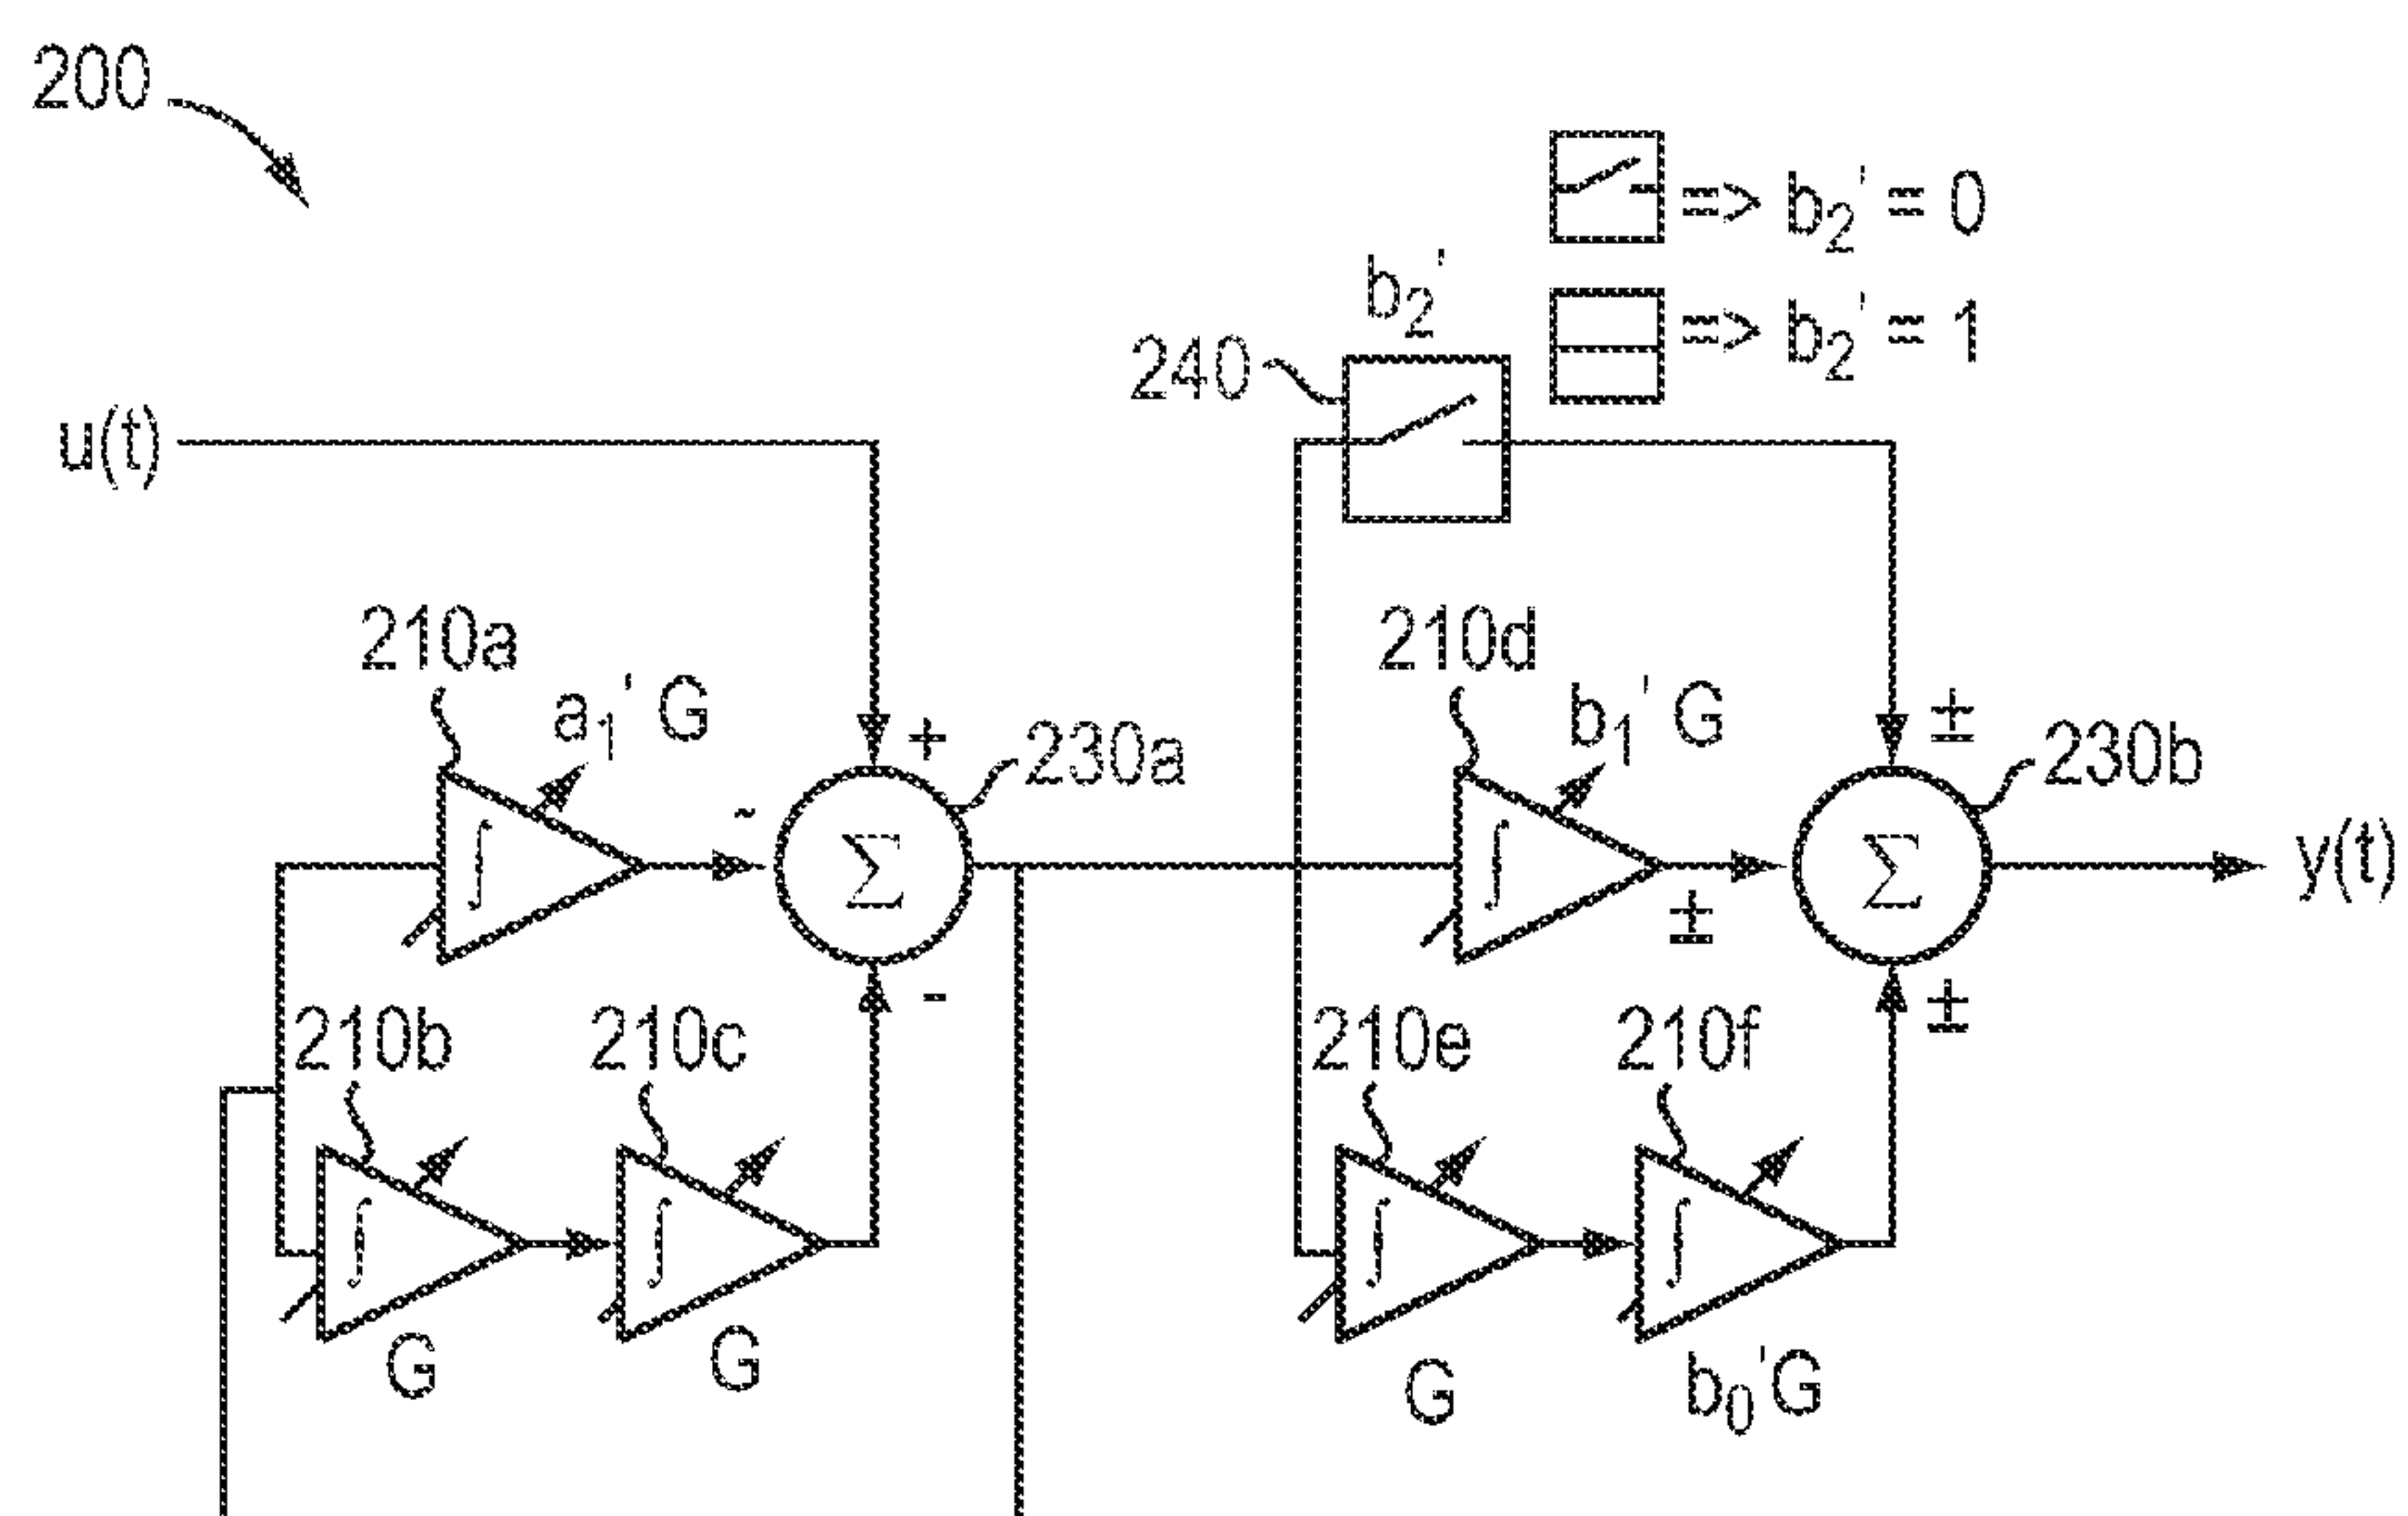 200
=> b₂' = 0
b₂'
=> b₂' = 1
240
u(t)
210a
a₁'G
+
230a
-
Σ
-
∫
210d
b₁'G
±
230b
∫
±
Σ
y(t)
±
210b
210c
210e
210f
∫
∫
∫
∫
G
G
G
b₀'G